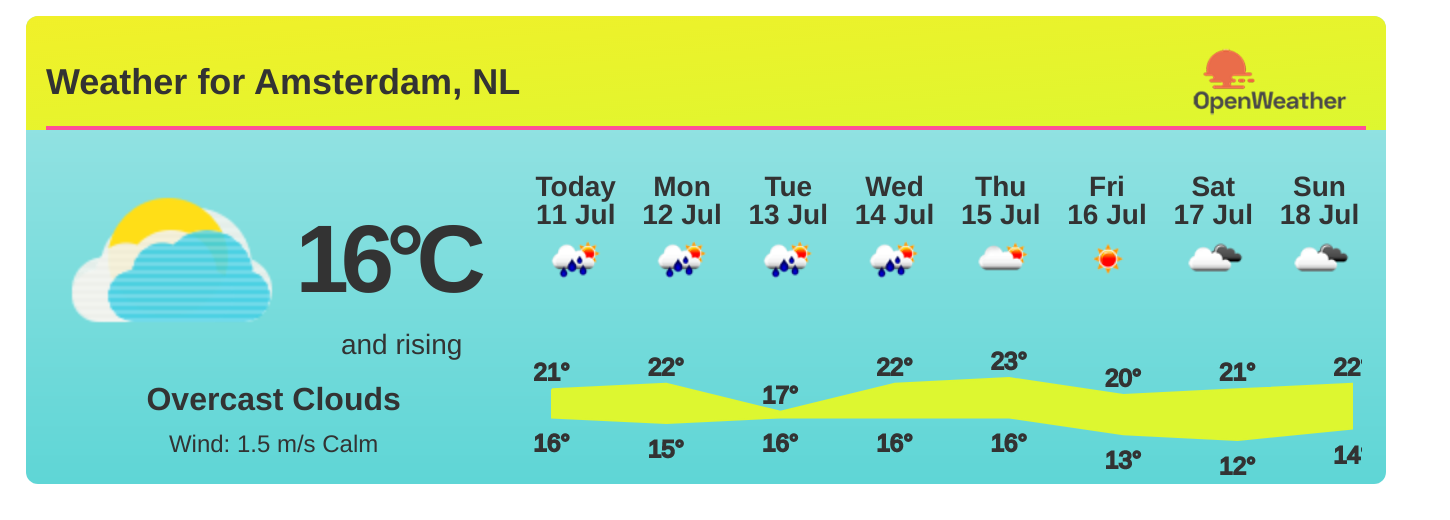 Weather for Amsterdam, NL
OpenWeather
16°C
and rising
Overcast Clouds
Wind: 1.5 m/s Calm
Today Mon Tue Wed Thu Fri Sat Sun
11 Jul 12 Jul 13 Jul 14 Jul 15 Jul 16 Jul 17 Jul 18 Jul
21° 22° 17° 22° 23° 20° 21° 22°
16° 15° 16° 16° 16° 13° 12° 14°